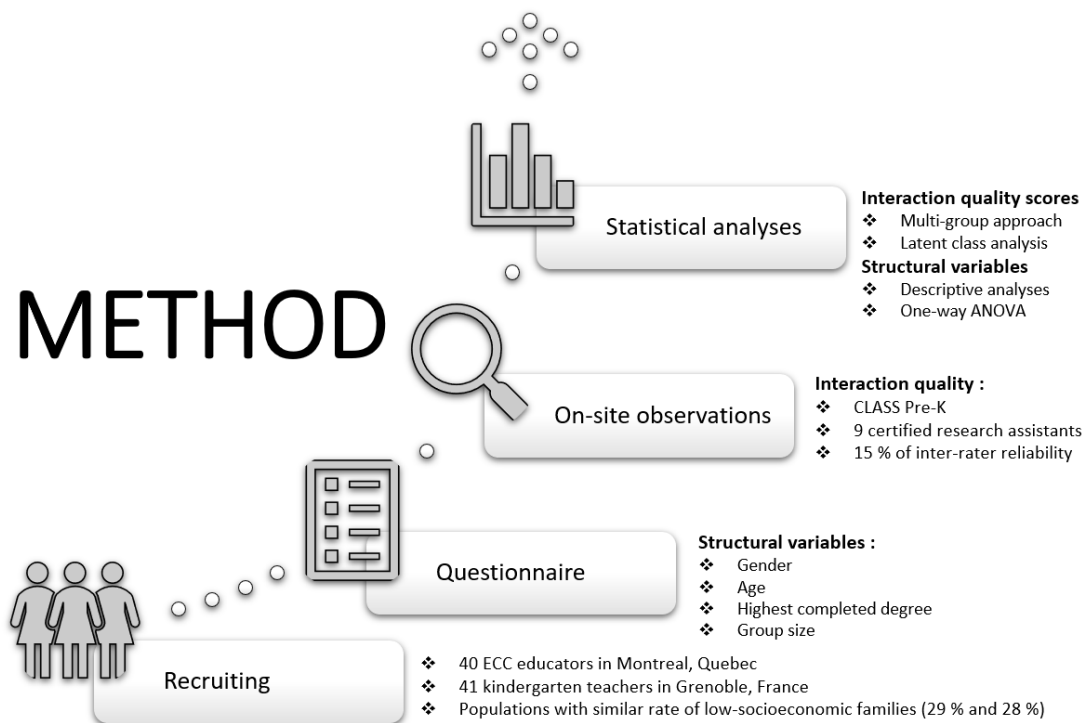 METHOD
Statistical analyses
Interaction quality scores
❖ Multi-group approach
❖ Latent class analysis
Structural variables
❖ Descriptive analyses
❖ One-way ANOVA
On-site observations
Interaction quality :
❖ CLASS Pre-K
❖ 9 certified research assistants
❖ 15 % of inter-rater reliability
Questionnaire
Structural variables :
❖ Gender
❖ Age
❖ Highest completed degree
❖ Group size
Recruiting
❖ 40 ECC educators in Montreal, Quebec
❖ 41 kindergarten teachers in Grenoble, France
❖ Populations with similar rate of low-socioeconomic families (29 % and 28 %)